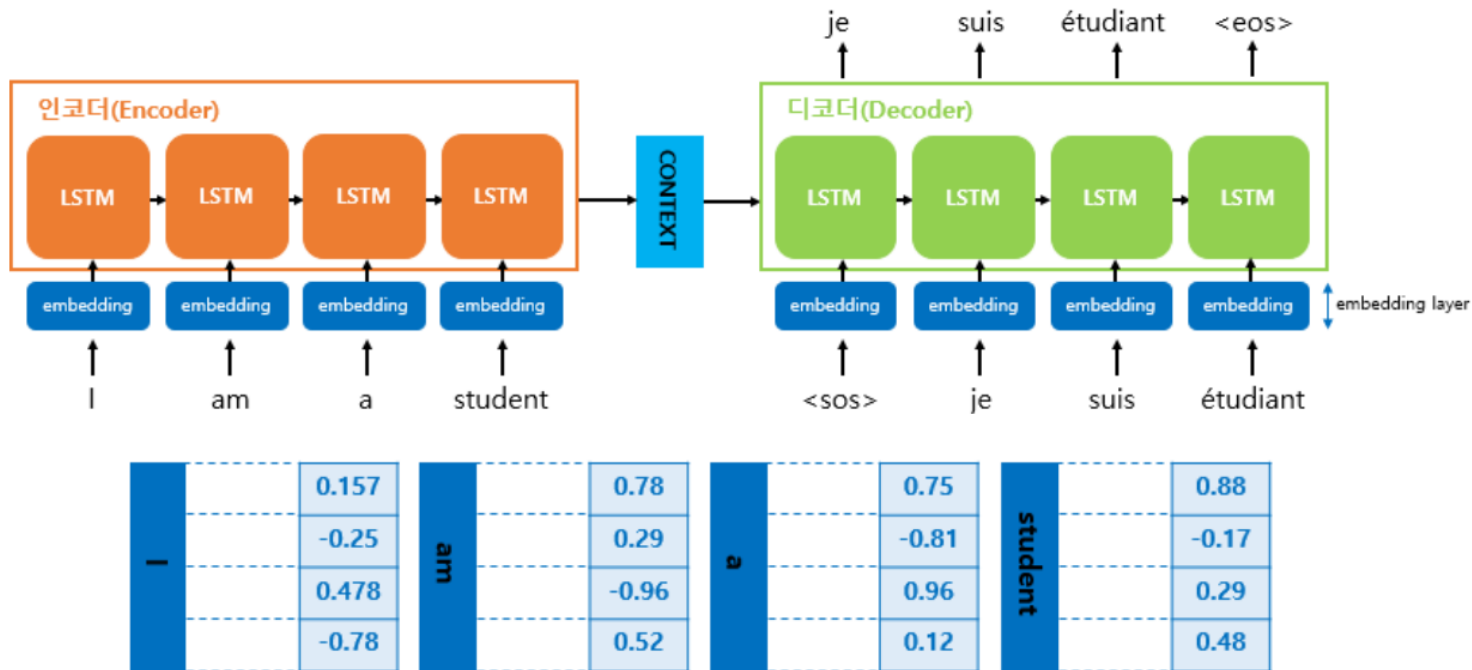 je suis étudiant <eos>
인코더(Encoder)
디코더(Decoder)
LSTM LSTM LSTM LSTM
CONTEXT
LSTM LSTM LSTM LSTM
embedding embedding embedding embedding
embedding embedding embedding embedding
embedding layer
I am a student
<sos> je suis étudiant
I
0.157
-0.25
0.478
-0.78
am
0.78
0.29
-0.96
0.52
a
0.75
-0.81
0.96
0.12
student
0.88
-0.17
0.29
0.48